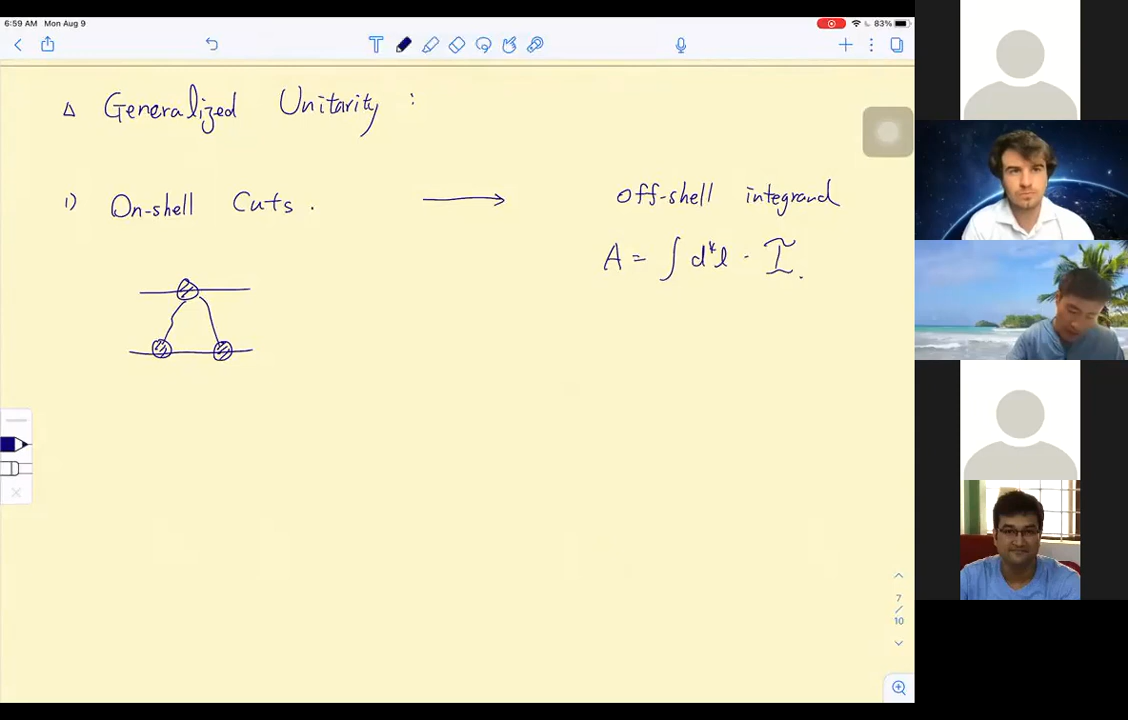 6:59 AM Mon Aug 9
83%
T
Δ Generalized Unitarity :
1) On-shell Cuts . ⟶ Off-shell integrand
A = ∫ d⁴l · I .
7
/
10